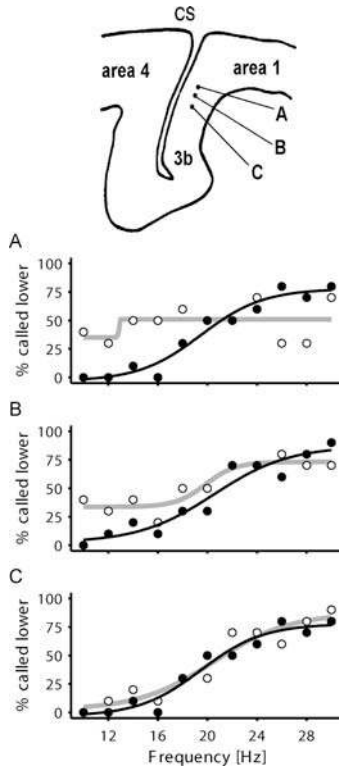 CS
area 4
area 1
A
B
3b
C
A
% called lower
100
75
50
25
0
B
% called lower
100
75
50
25
0
C
% called lower
100
75
50
25
0
12 16 20 24 28
Frequency [Hz]